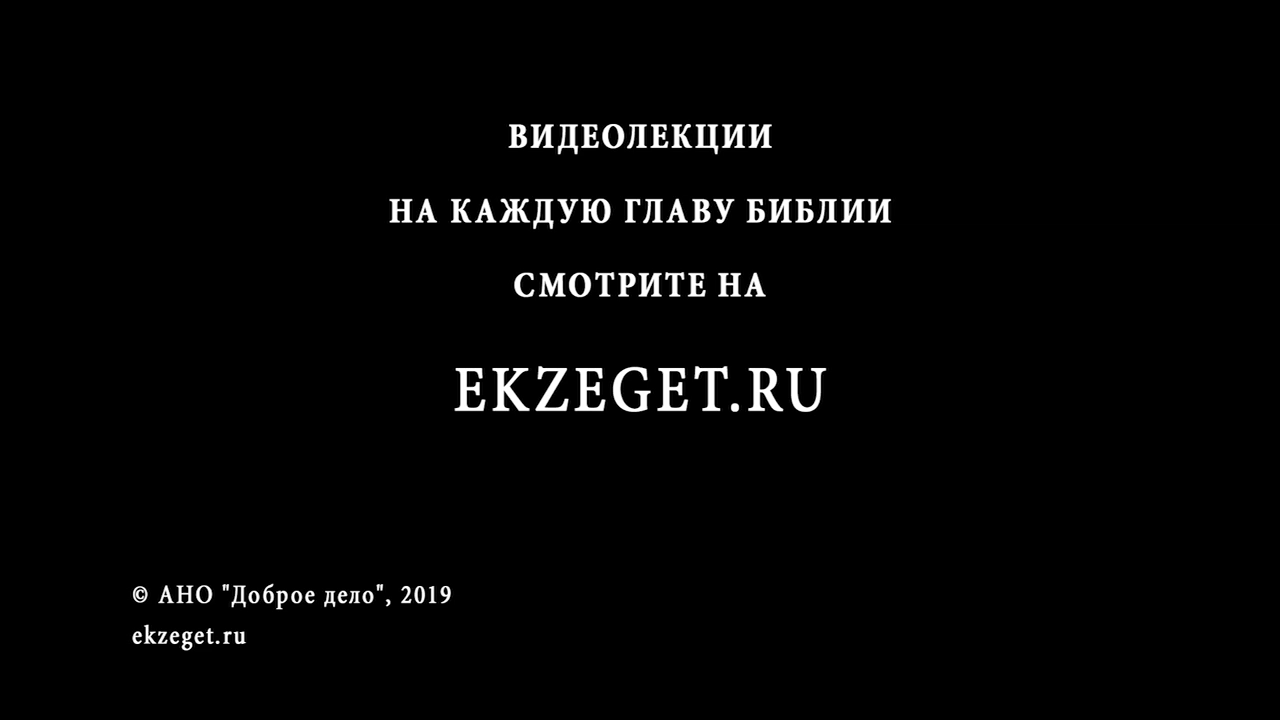 ВИДЕОЛЕКЦИИ
НА КАЖДУЮ ГЛАВУ БИБЛИИ
СМОТРИТЕ НА
EKZEGET.RU
© АНО "Доброе дело", 2019
ekzeget.ru